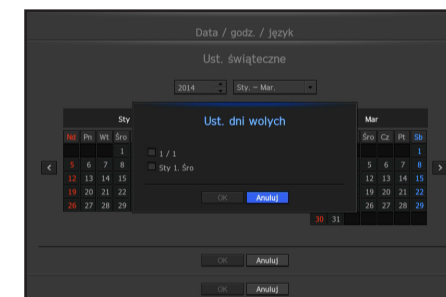 Data / godz. / język
Ust. świąteczne
2014 Sty. ~ Mar.
Sty Mar
Ust. dni wolych
Nd Pn Wt Śro Śro Cz Pt Sb
1 1
1 / 1
5 6 7 8 5 6 7 8
Sty 1. Śro
12 13 14 15 12 13 14 15
19 20 21 22 19 20 21 22
26 27 28 29 26 27 28 29
OK Anuluj
30 31
OK Anuluj
OK Anuluj